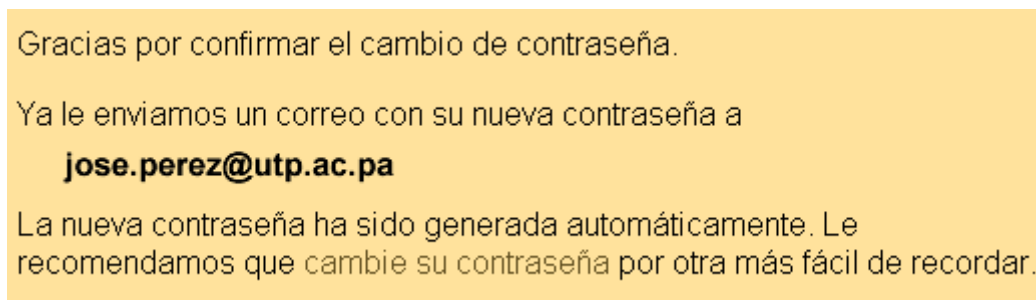 Gracias por confirmar el cambio de contraseña.
Ya le enviamos un correo con su nueva contraseña a
jose.perez@utp.ac.pa
La nueva contraseña ha sido generada automáticamente. Le
recomendamos que cambie su contraseña por otra más fácil de recordar.